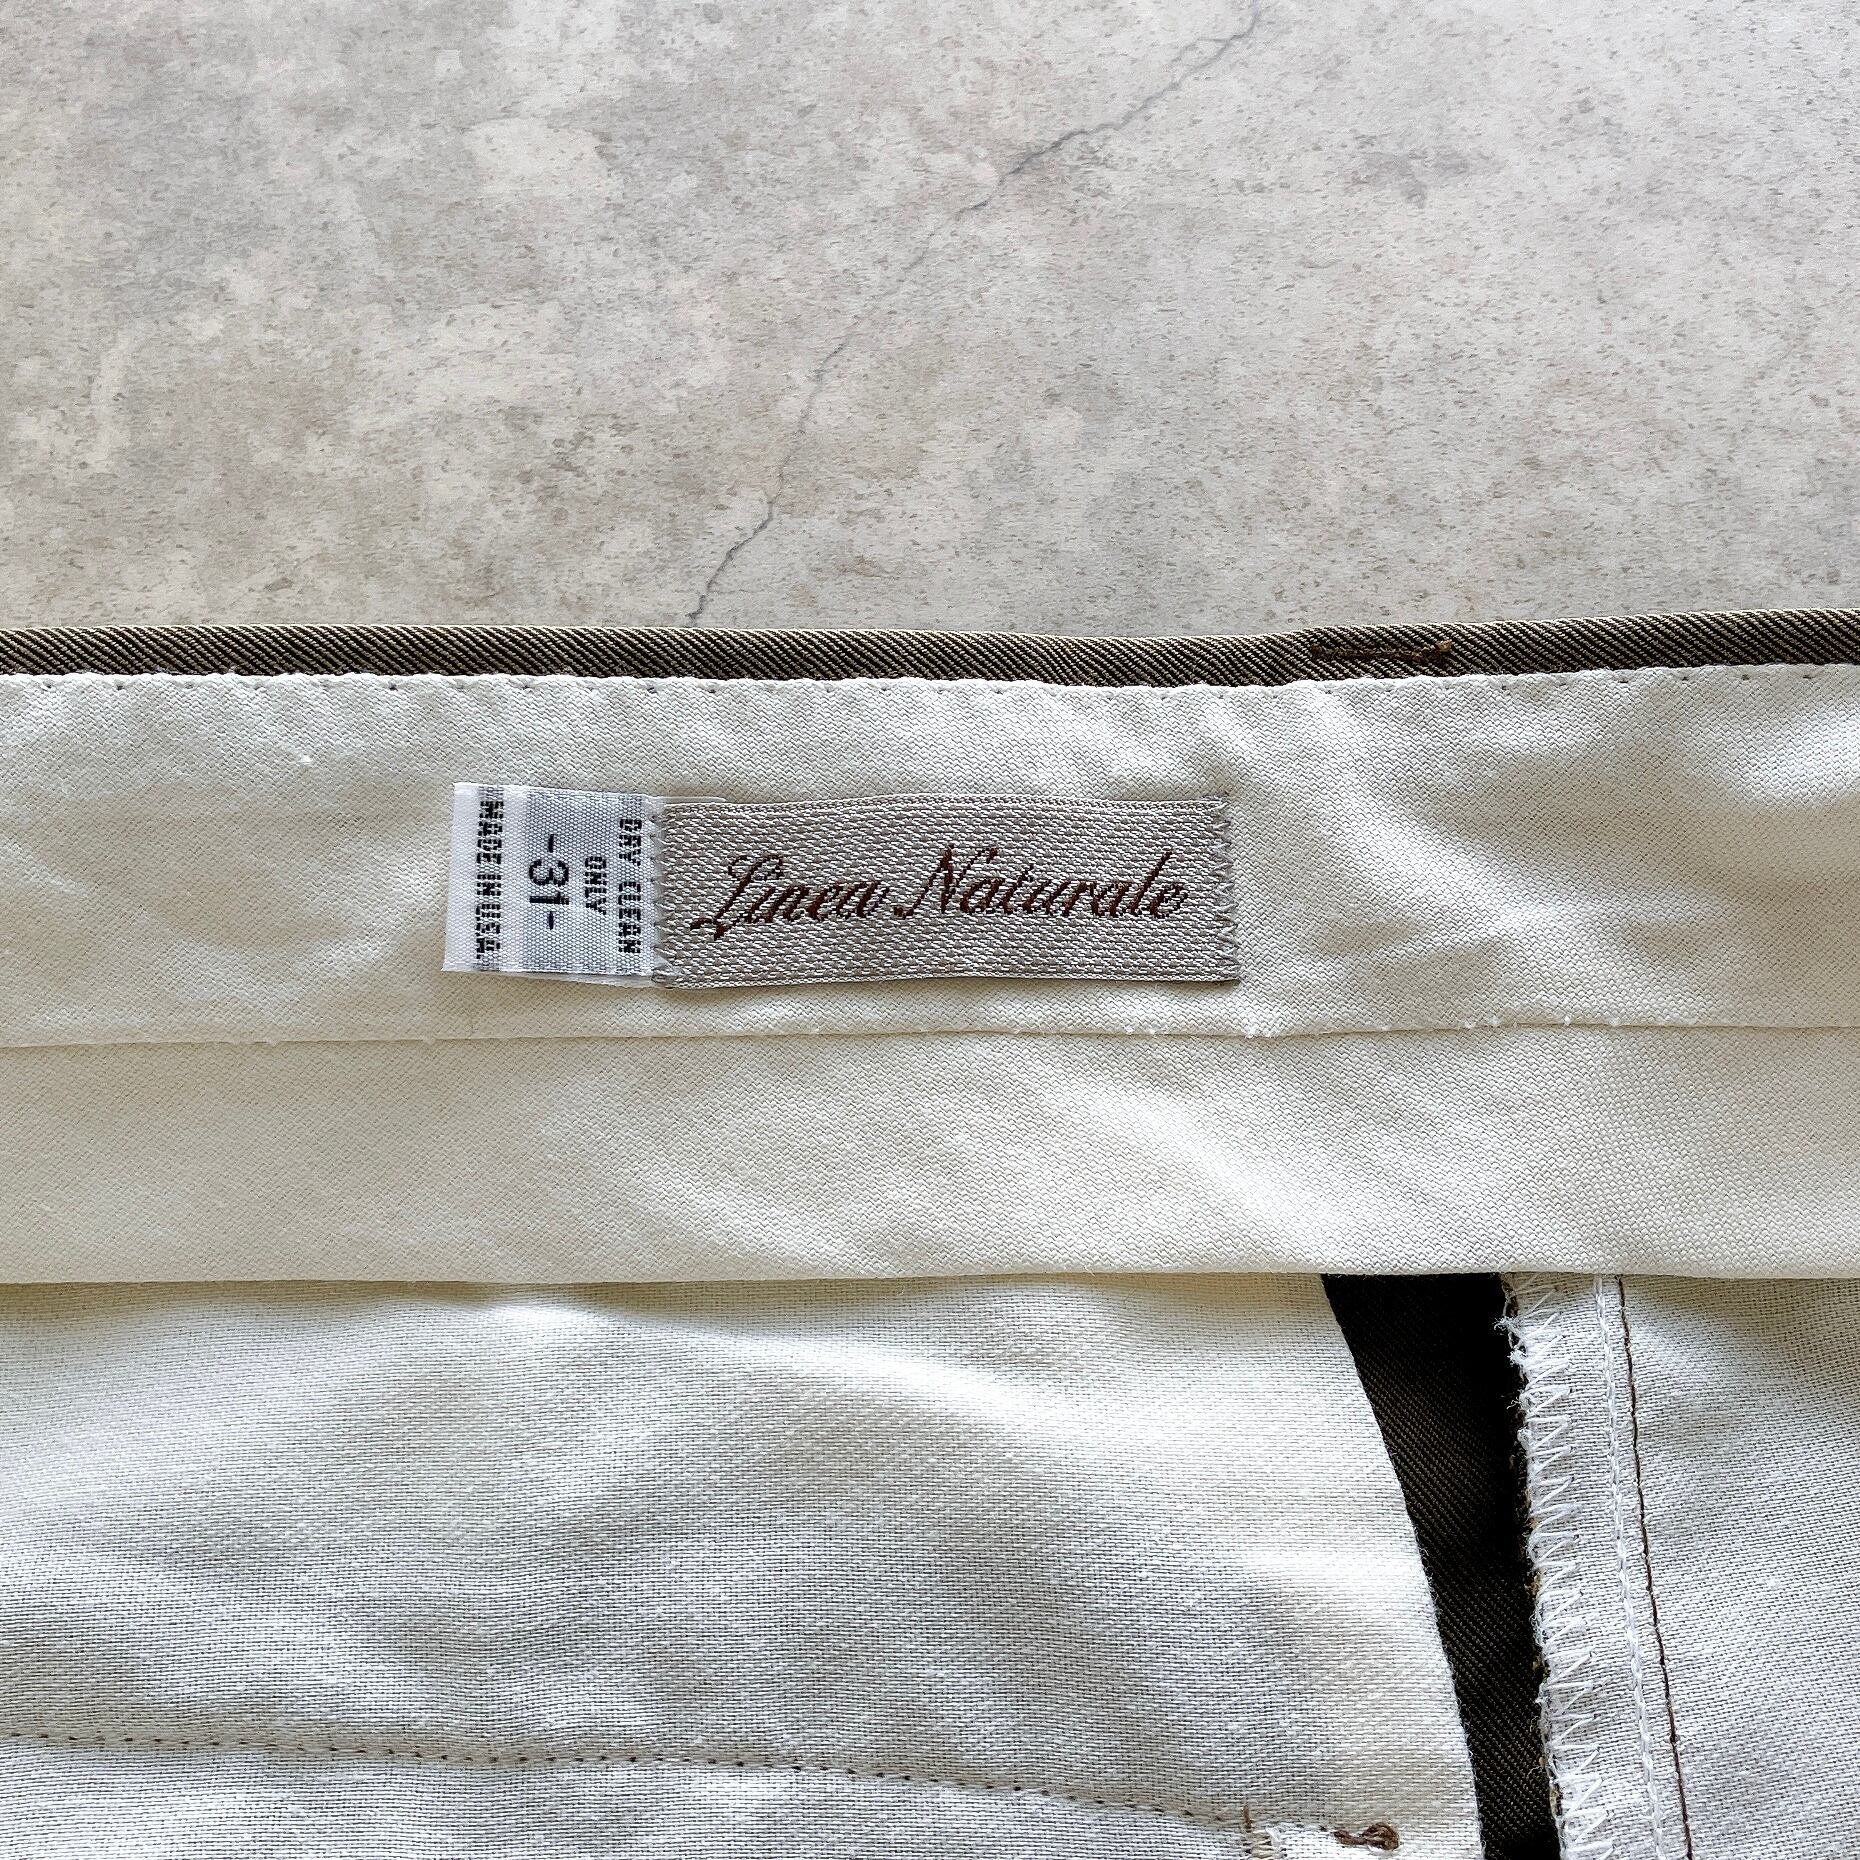 Linea Naturale
DRY CLEAN
ONLY
-31-
MADE IN U.S.A.